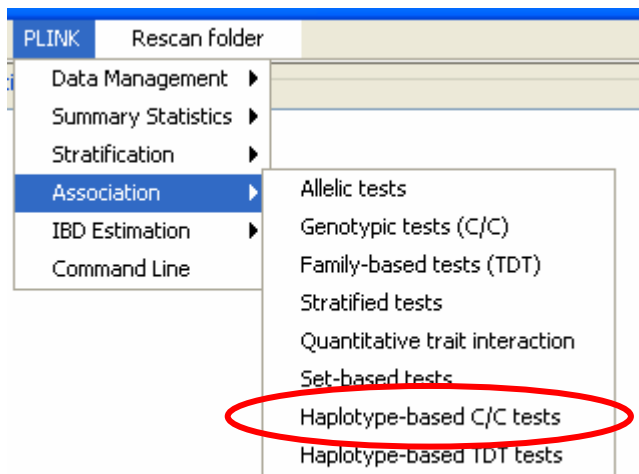 PLINK Rescan folder
Data Management
Summary Statistics
Stratification
Association
IBD Estimation
Command Line
Allelic tests
Genotypic tests (C/C)
Family-based tests (TDT)
Stratified tests
Quantitative trait interaction
Set-based tests
Haplotype-based C/C tests
Haplotype-based TDT tests